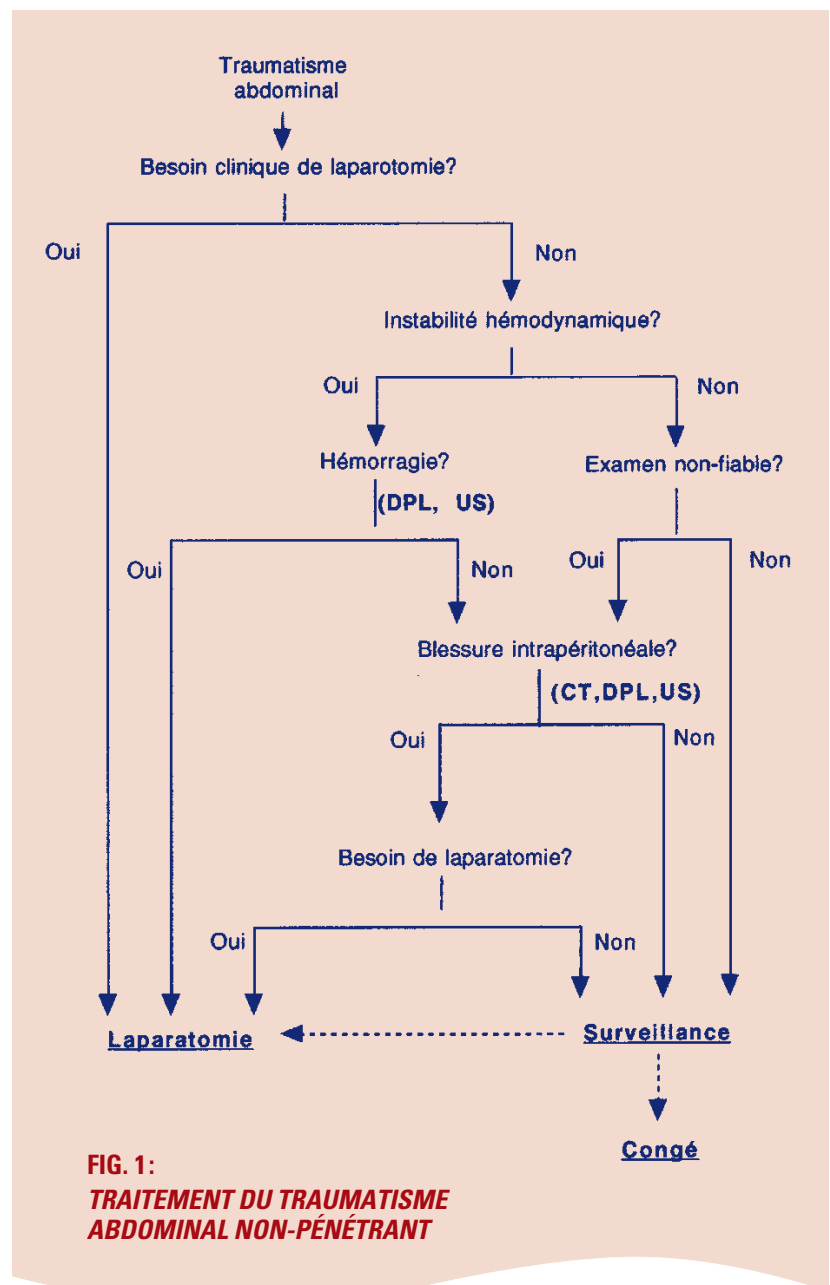 Traumatisme
abdominal
Besoin clinique de laparotomie?
Oui
Non
Instabilité hémodynamique?
Oui
Non
Hémorragie?
Examen non-fiable?
(DPL, US)
Oui
Non
Oui
Non
Blessure intrapéritonéale?
(CT,DPL,US)
Oui
Non
Besoin de laparatomie?
Oui
Non
Laparatomie
Surveillance
Congé
FIG. 1:
TRAITEMENT DU TRAUMATISME
ABDOMINAL NON-PÉNÉTRANT